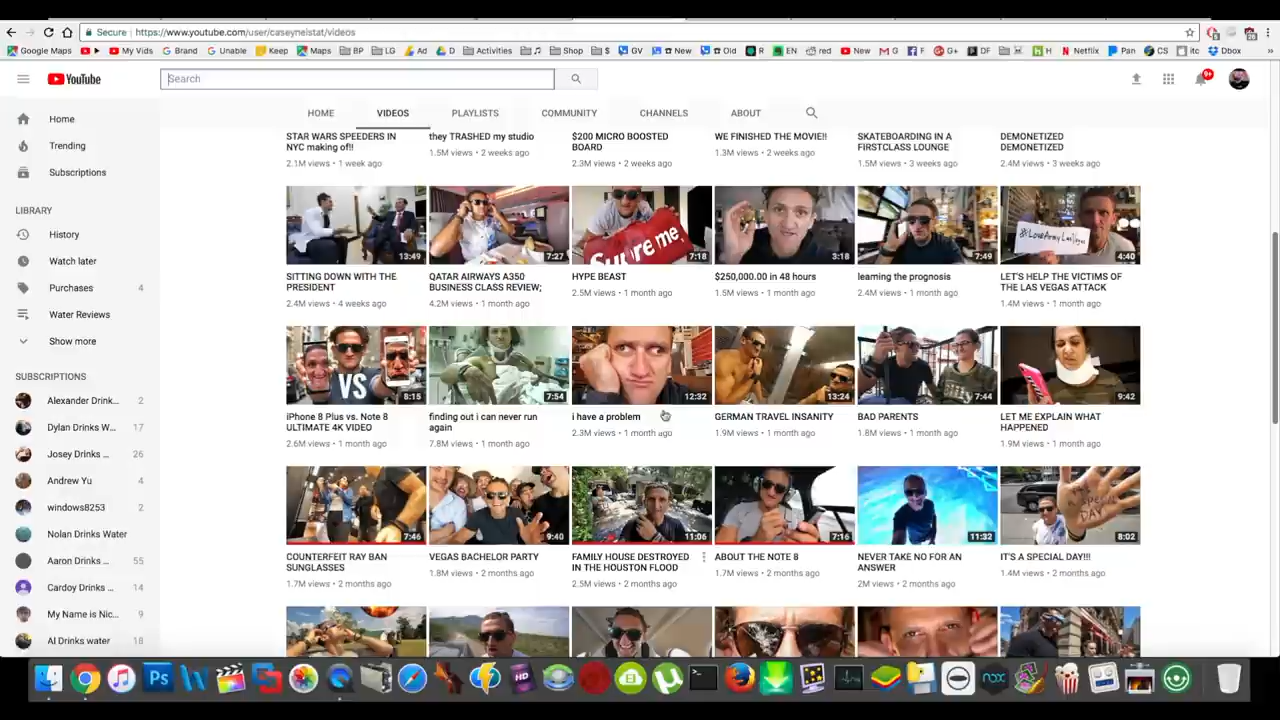 Secure https://www.youtube.com/user/caseyneistat/videos
Google Maps My Vids Brand Unable Keep Maps BP LG Ad D Activities Shop $ GV New Old R EN red New G F G+ DF H Netflix Pan CS itc Dbox
YouTube Search 9+
HOME VIDEOS PLAYLISTS COMMUNITY CHANNELS ABOUT
Home
Trending
Subscriptions
LIBRARY
History
Watch later
Purchases 4
Water Reviews
Show more
SUBSCRIPTIONS
Alexander Drink... 2
Dylan Drinks W... 17
Josey Drinks ... 26
Andrew Yu 4
windows8253 2
Nolan Drinks Water
Aaron Drinks ... 55
Cardoy Drinks ... 14
My Name is Nic... 9
Al Drinks water 18
STAR WARS SPEEDERS IN
NYC making of!!
2.1M views • 1 week ago
they TRASHED my studio
1.5M views • 2 weeks ago
$200 MICRO BOOSTED
BOARD
2.3M views • 2 weeks ago
WE FINISHED THE MOVIE!!
1.3M views • 2 weeks ago
SKATEBOARDING IN A
FIRSTCLASS LOUNGE
1.5M views • 3 weeks ago
DEMONETIZED
DEMONETIZED
2.4M views • 3 weeks ago
13:49
SITTING DOWN WITH THE
PRESIDENT
2.4M views • 4 weeks ago
7:27
QATAR AIRWAYS A350
BUSINESS CLASS REVIEW;
4.2M views • 1 month ago
Supreme
7:18
HYPE BEAST
2.5M views • 1 month ago
3:18
$250,000.00 in 48 hours
1.5M views • 1 month ago
7:49
learning the prognosis
2.4M views • 1 month ago
#LoveArmyLasVegas
4:40
LET'S HELP THE VICTIMS OF
THE LAS VEGAS ATTACK
1.4M views • 1 month ago
VS
8:15
iPhone 8 Plus vs. Note 8
ULTIMATE 4K VIDEO
2.6M views • 1 month ago
7:54
finding out i can never run
again
7.8M views • 1 month ago
12:32
i have a problem
2.3M views • 1 month ago
13:24
GERMAN TRAVEL INSANITY
1.9M views • 1 month ago
7:44
BAD PARENTS
1.8M views • 1 month ago
9:42
LET ME EXPLAIN WHAT
HAPPENED
1.9M views • 1 month ago
7:46
COUNTERFEIT RAY BAN
SUNGLASSES
1.7M views • 2 months ago
9:40
VEGAS BACHELOR PARTY
1.8M views • 2 months ago
11:06
FAMILY HOUSE DESTROYED
IN THE HOUSTON FLOOD
2.5M views • 2 months ago
7:16
ABOUT THE NOTE 8
1.7M views • 2 months ago
11:32
NEVER TAKE NO FOR AN
ANSWER
2M views • 2 months ago
SPECIAL
DAY
8:02
IT'S A SPECIAL DAY!!!
1.4M views • 2 months ago
Ps HD nox